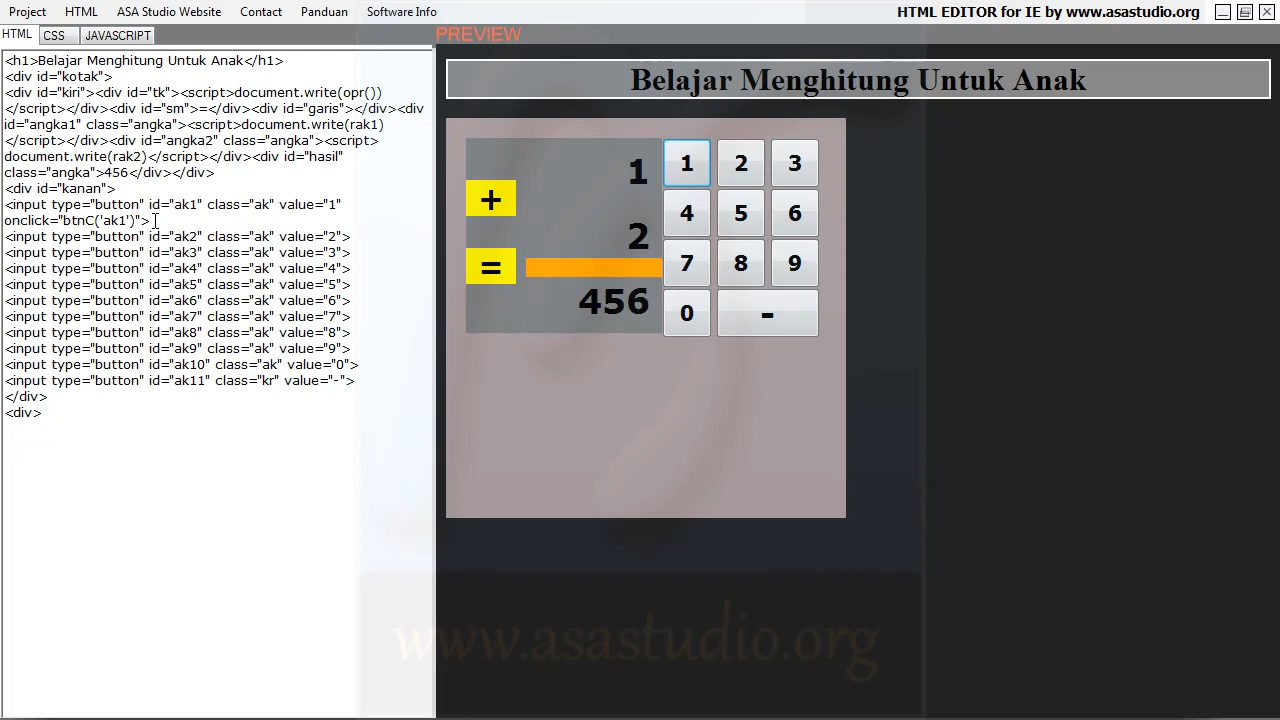 Project HTML ASA Studio Website Contact Panduan Software Info HTML EDITOR for IE by www.asastudio.org
HTML CSS JAVASCRIPT PREVIEW
<h1>Belajar Menghitung Untuk Anak</h1>
<div id="kotak">
<div id="kiri"><div id="tk"><script>document.write(opr())
</script></div><div id="sm">=</div><div id="garis"></div><div
id="angka1" class="angka"><script>document.write(rak1)
</script></div><div id="angka2" class="angka"><script>
document.write(rak2)</script></div><div id="hasil"
class="angka">456</div></div>
<div id="kanan">
<input type="button" id="ak1" class="ak" value="1"
onclick="btnC('ak1')">
<input type="button" id="ak2" class="ak" value="2">
<input type="button" id="ak3" class="ak" value="3">
<input type="button" id="ak4" class="ak" value="4">
<input type="button" id="ak5" class="ak" value="5">
<input type="button" id="ak6" class="ak" value="6">
<input type="button" id="ak7" class="ak" value="7">
<input type="button" id="ak8" class="ak" value="8">
<input type="button" id="ak9" class="ak" value="9">
<input type="button" id="ak10" class="ak" value="0">
<input type="button" id="ak11" class="kr" value="-">
</div>
<div>
Belajar Menghitung Untuk Anak
1
+
2
=
456
1 2 3
4 5 6
7 8 9
0 -
www.asastudio.org